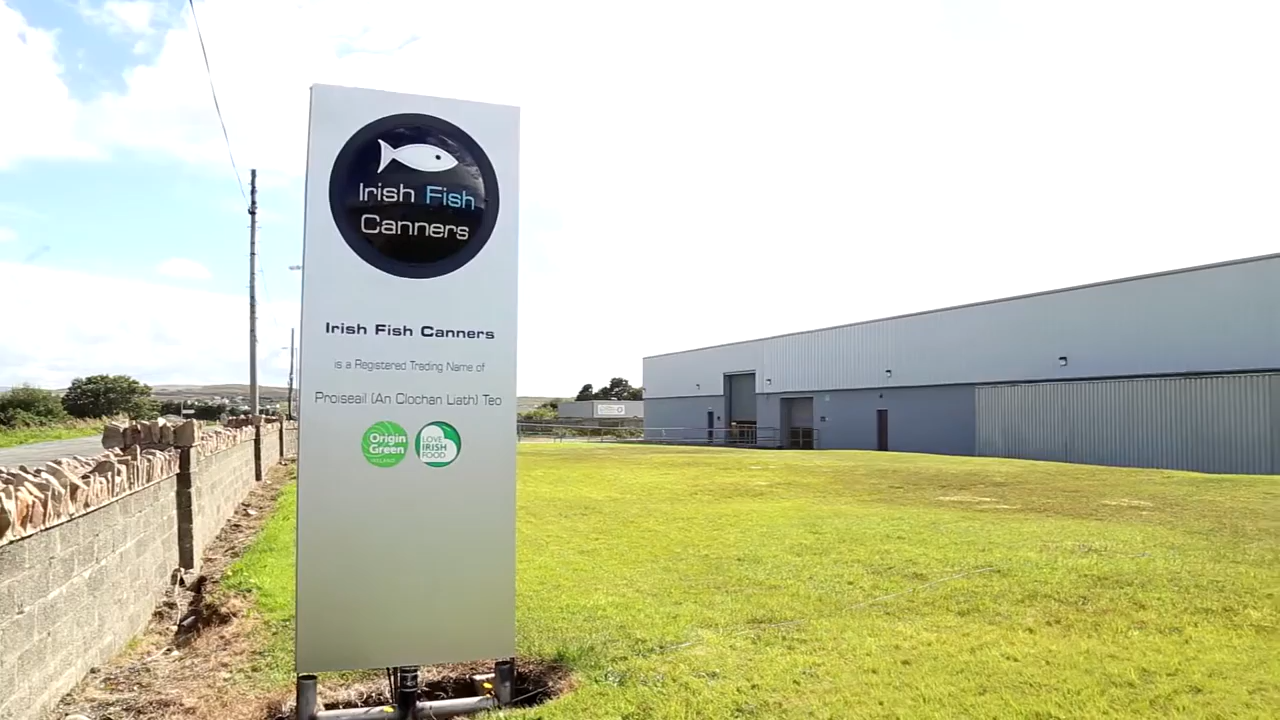 Irish Fish
Canners
Irish Fish Canners
is a Registered Trading Name of
Proiseail (An Clochan Liath) Teo
Origin
Green
IRELAND
LOVE
IRISH
FOOD